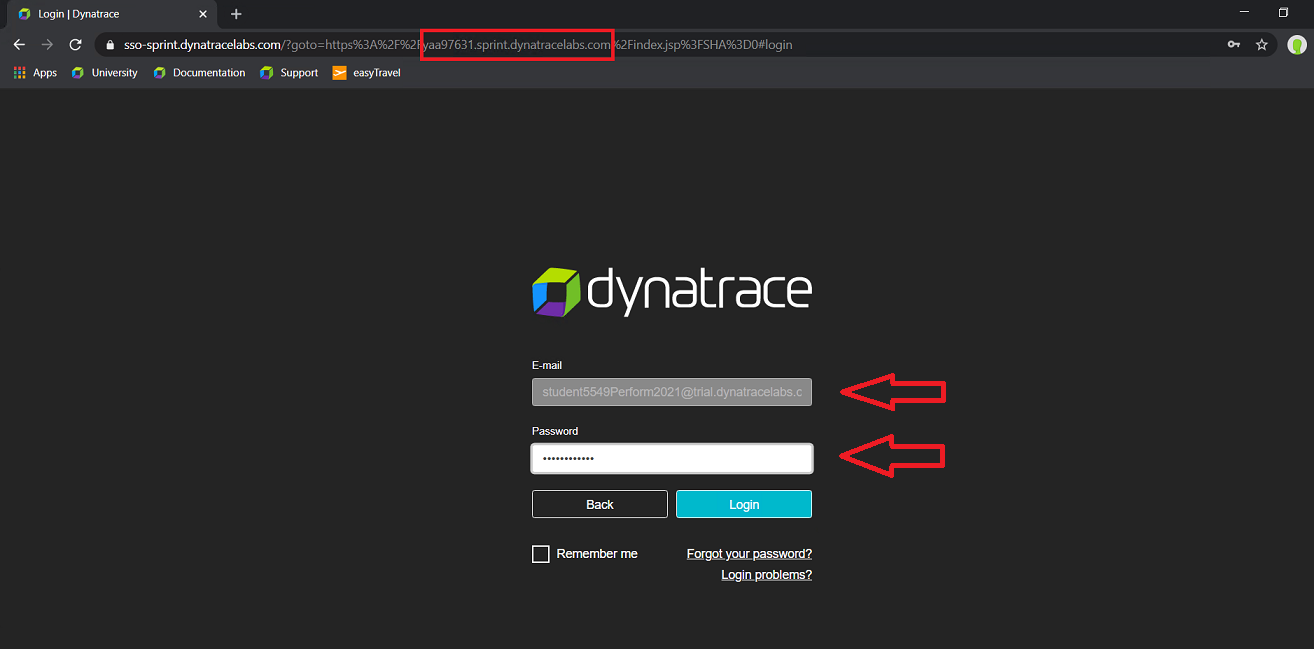 Login | Dynatrace
sso-sprint.dynatracelabs.com/?goto=https%3A%2F%2Fyaa97631.sprint.dynatracelabs.com%2Findex.jsp%3FSHA%3D0#login
Apps University Documentation Support easyTravel
dynatrace
E-mail
student5549Perform2021@trial.dynatracelabs.c
Password
••••••••••••
Back Login
Remember me Forgot your password?
Login problems?